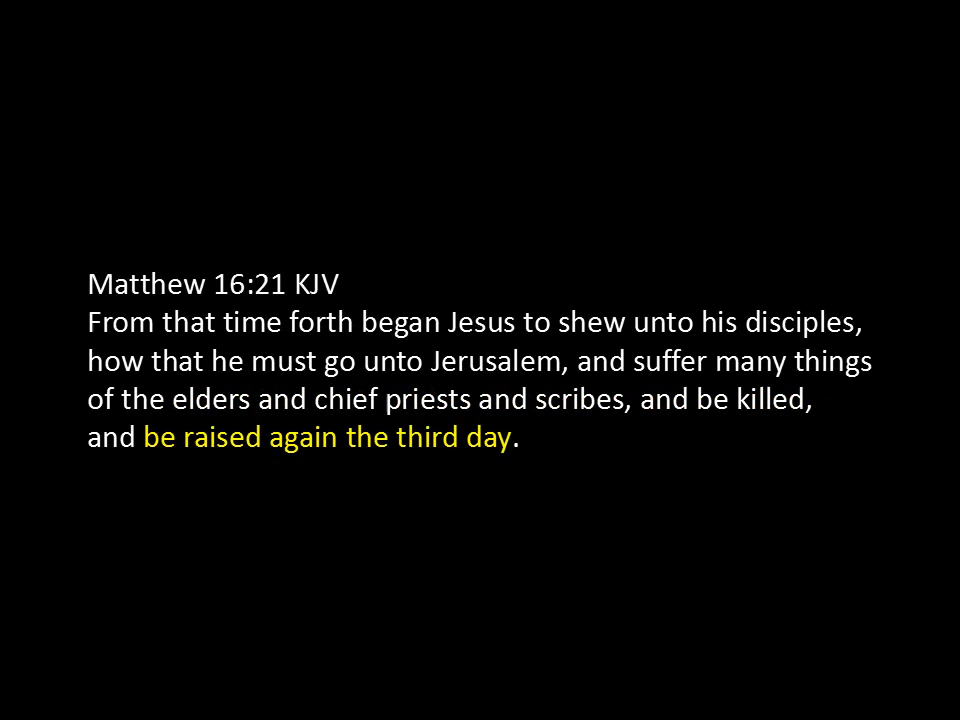 Matthew 16:21 KJV
From that time forth began Jesus to shew unto his disciples,
how that he must go unto Jerusalem, and suffer many things
of the elders and chief priests and scribes, and be killed,
and be raised again the third day.